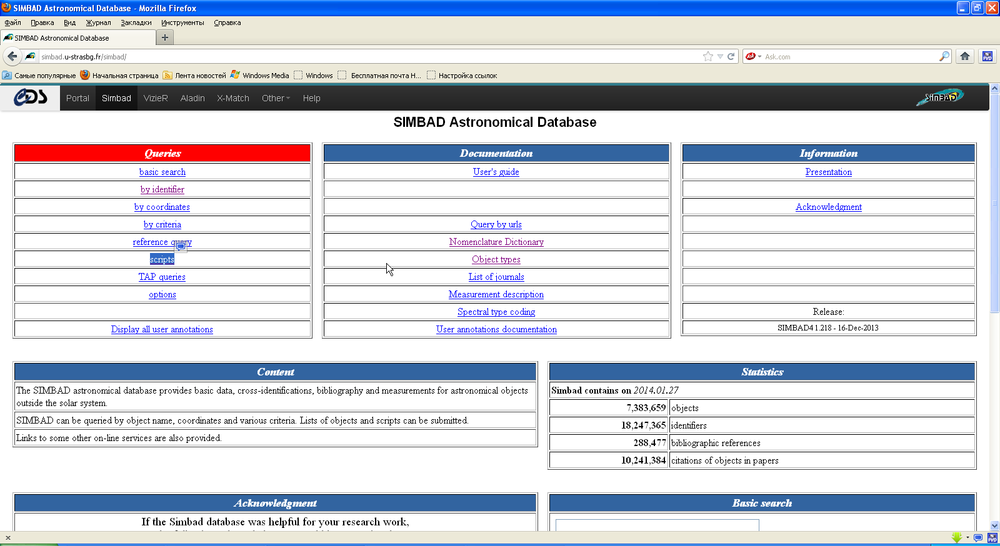 SIMBAD Astronomical Database - Mozilla Firefox
Файл Правка Вид Журнал Закладки Инструменты Справка
SIMBAD Astronomical Database
simbad.u-strasbg.fr/simbad/
Ask Ask.com
FVD
Самые популярные Начальная страница Лента новостей Windows Media Windows Бесплатная почта H... Настройка ссылок
CDS Portal Simbad VizieR Aladin X-Match Other Help SIMBAD
SIMBAD Astronomical Database
Queries
basic search
by identifier
by coordinates
by criteria
reference query
scripts
TAP queries
options
Display all user annotations
Documentation
User's guide
Query by urls
Nomenclature Dictionary
Object types
List of journals
Measurement description
Spectral type coding
User annotations documentation
Information
Presentation
Acknowledgment
Release:
SIMBAD4 1.218 - 16-Dec-2013
Content
The SIMBAD astronomical database provides basic data, cross-identifications, bibliography and measurements for astronomical objects
outside the solar system.
SIMBAD can be queried by object name, coordinates and various criteria. Lists of objects and scripts can be submitted.
Links to some other on-line services are also provided.
Statistics
Simbad contains on 2014.01.27
7,383,659 objects
18,247,365 identifiers
288,477 bibliographic references
10,241,384 citations of objects in papers
Acknowledgment
If the Simbad database was helpful for your research work,
Basic search
FVD